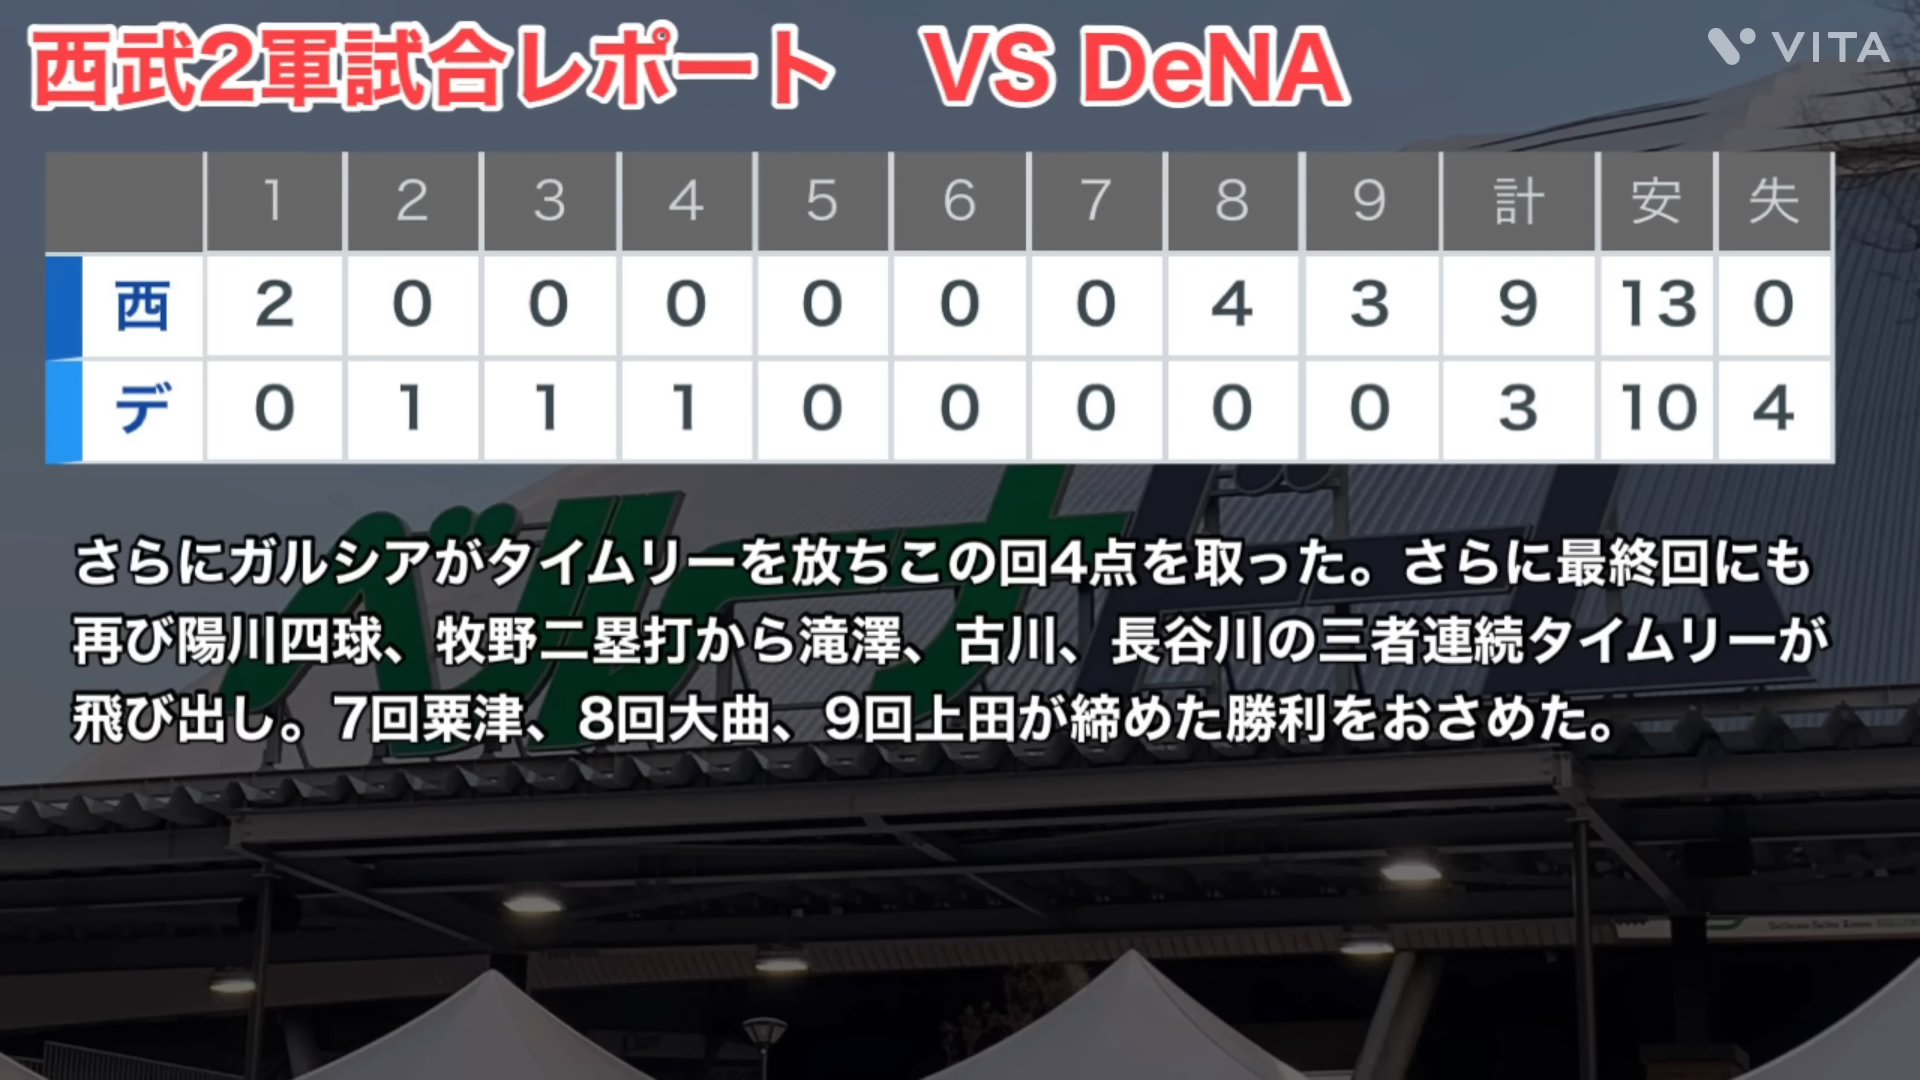 西武2軍試合レポート　VS DeNA
VITA
1 2 3 4 5 6 7 8 9 計 安 失
西 2 0 0 0 0 0 0 4 3 9 13 0
デ 0 1 1 1 0 0 0 0 0 3 10 4
ベルーナドーム
さらにガルシアがタイムリーを放ちこの回4点を取った。さらに最終回にも
再び陽川四球、牧野二塁打から滝澤、古川、長谷川の三者連続タイムリーが
飛び出し。7回粟津、8回大曲、9回上田が締めた勝利をおさめた。